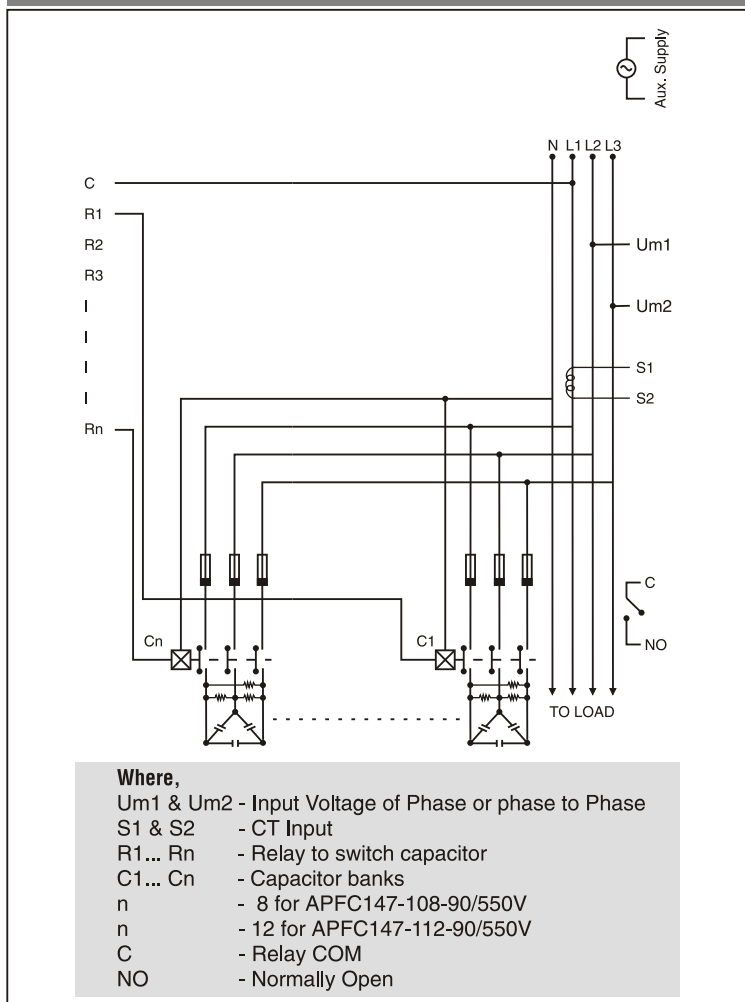 Aux. Supply
N L1 L2 L3
C
R1
R2
R3
I
I
I
I
Rn
Um1
Um2
S1
S2
Cn
C1
C
NO
TO LOAD
Where,
Um1 & Um2 - Input Voltage of Phase or phase to Phase
S1 & S2 - CT Input
R1... Rn - Relay to switch capacitor
C1... Cn - Capacitor banks
n - 8 for APFC147-108-90/550V
n - 12 for APFC147-112-90/550V
C - Relay COM
NO - Normally Open